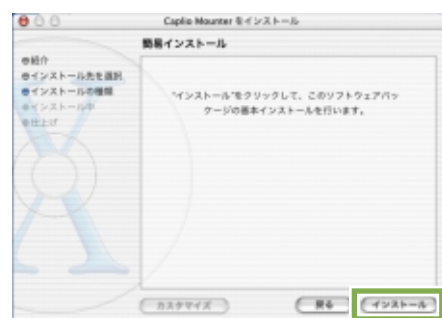 Caplio Mounter をインストール
簡易インストール
紹介
インストール先を選択
インストールの種類
インストール中
仕上げ
"インストール"をクリックして、このソフトウェアパッ
ケージの基本インストールを行います。
カスタマイズ
戻る
インストール